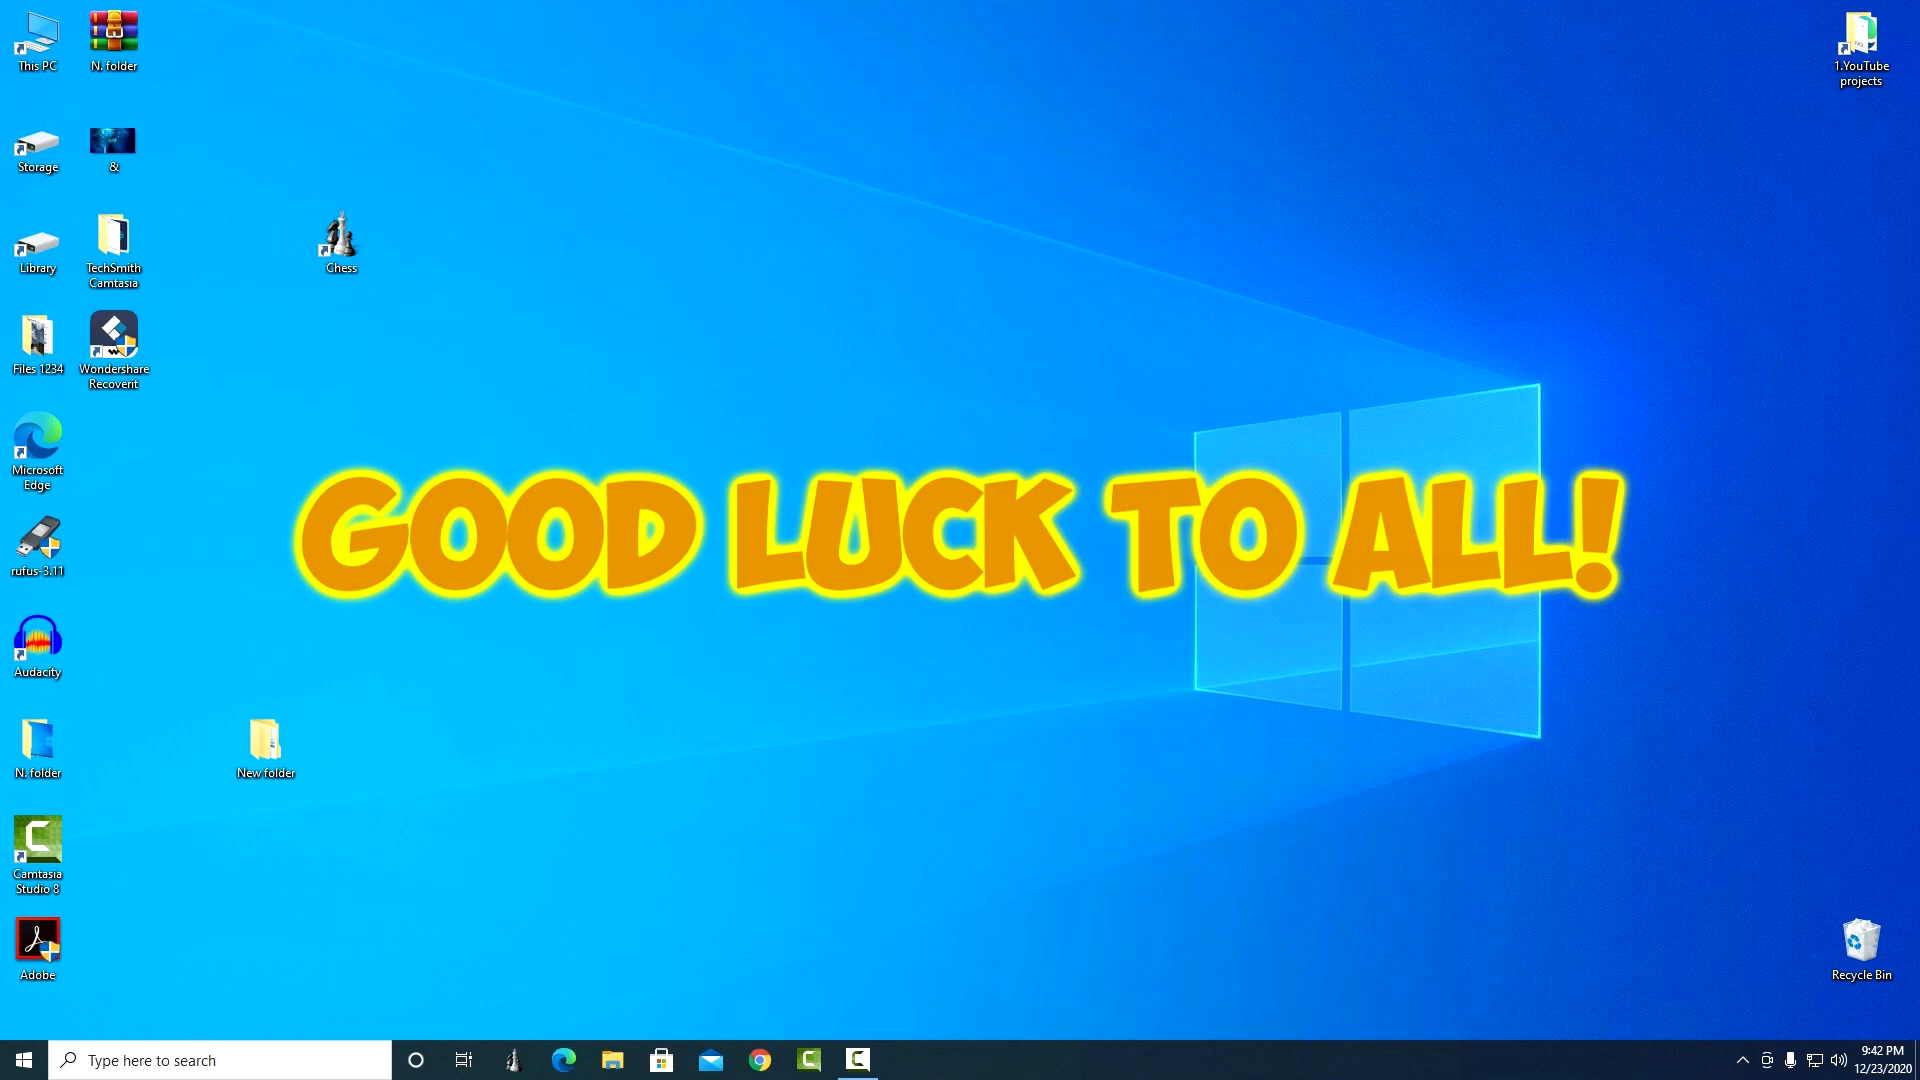 This PC
N. folder
1.YouTube
projects
Storage
&
Library
TechSmith
Camtasia
Chess
Files 1234
Wondershare
Recoverit
Microsoft
Edge
GOOD LUCK TO ALL!
rufus-3.11
Audacity
N. folder
New folder
Camtasia
Studio 8
Adobe
Recycle Bin
Type here to search
9:42 PM
12/23/2020